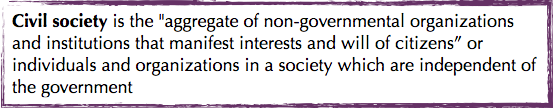 Civil society is the "aggregate of non-governmental organizations
and institutions that manifest interests and will of citizens” or
individuals and organizations in a society which are independent of
the government